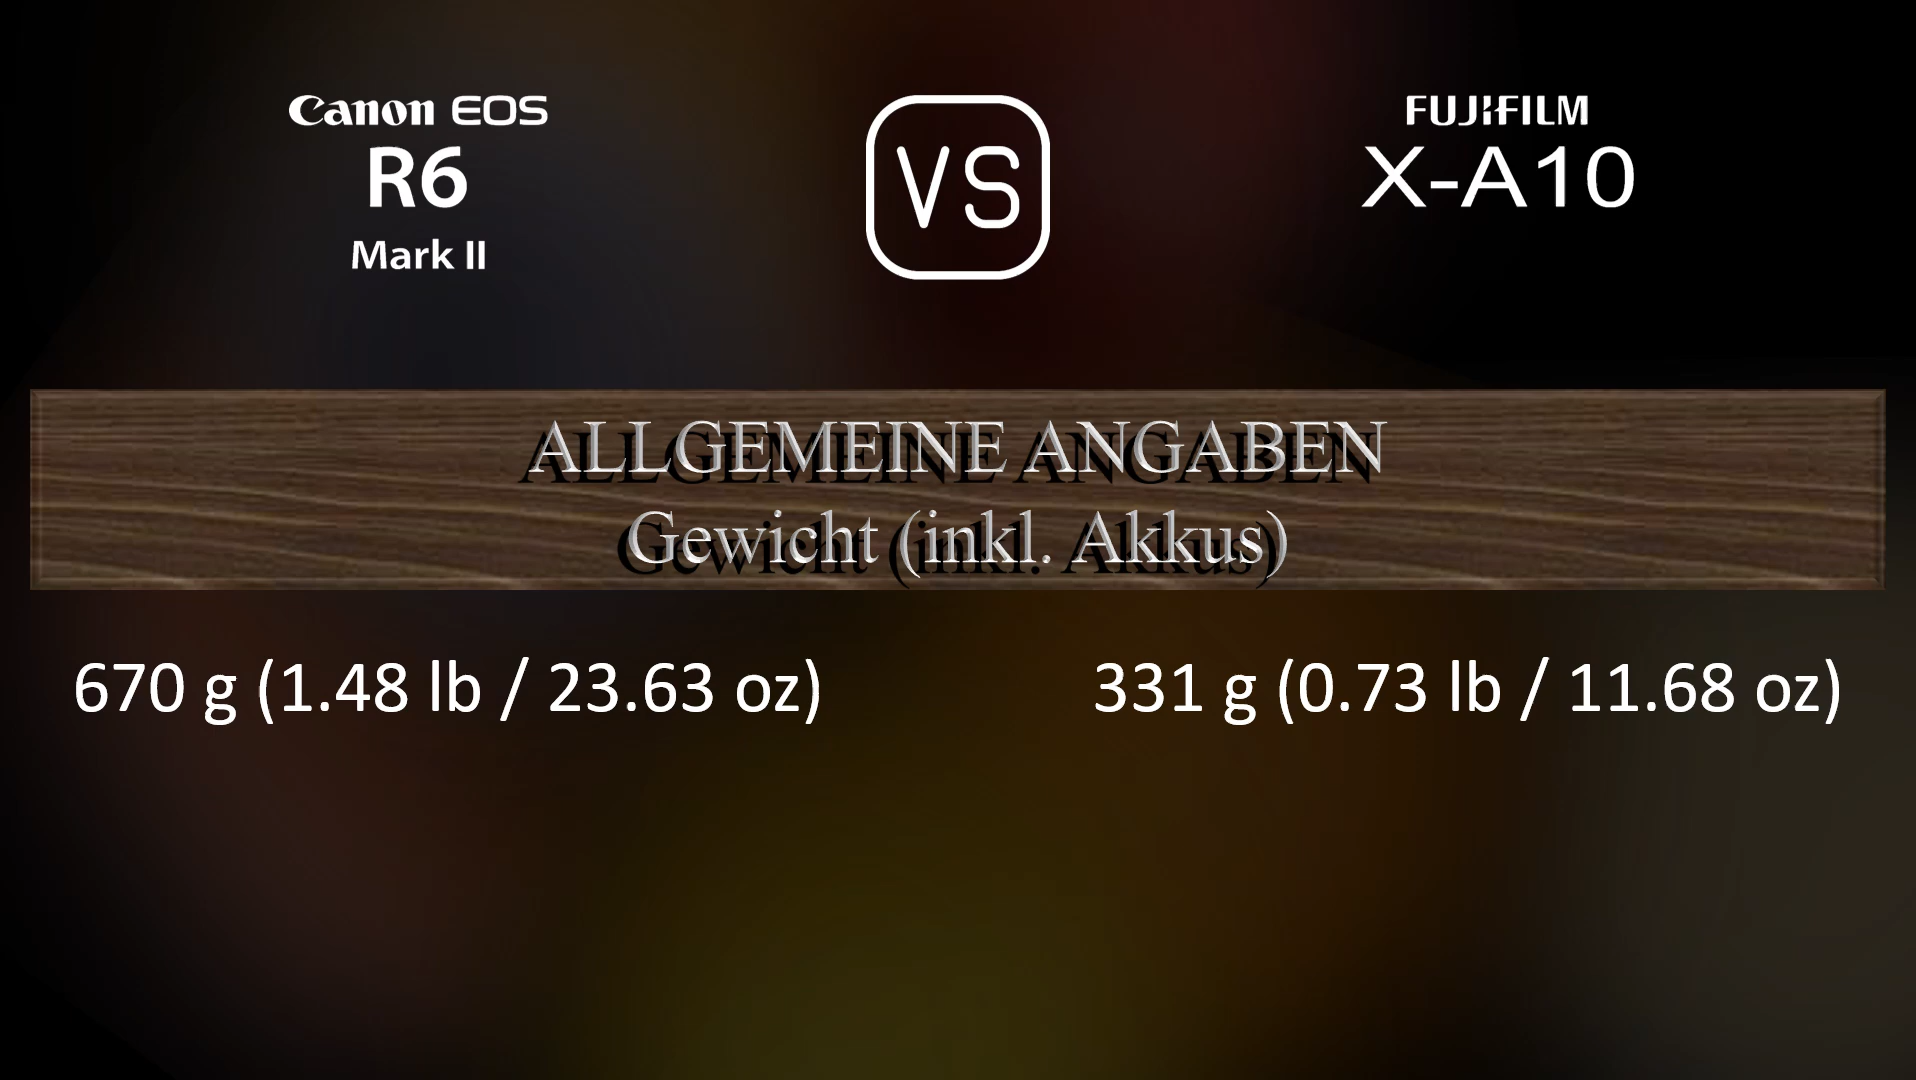 Canon EOS
R6
Mark II
VS
FUJIFILM
X-A10
ALLGEMEINE ANGABEN
Gewicht (inkl. Akkus)
670 g (1.48 lb / 23.63 oz)
331 g (0.73 lb / 11.68 oz)